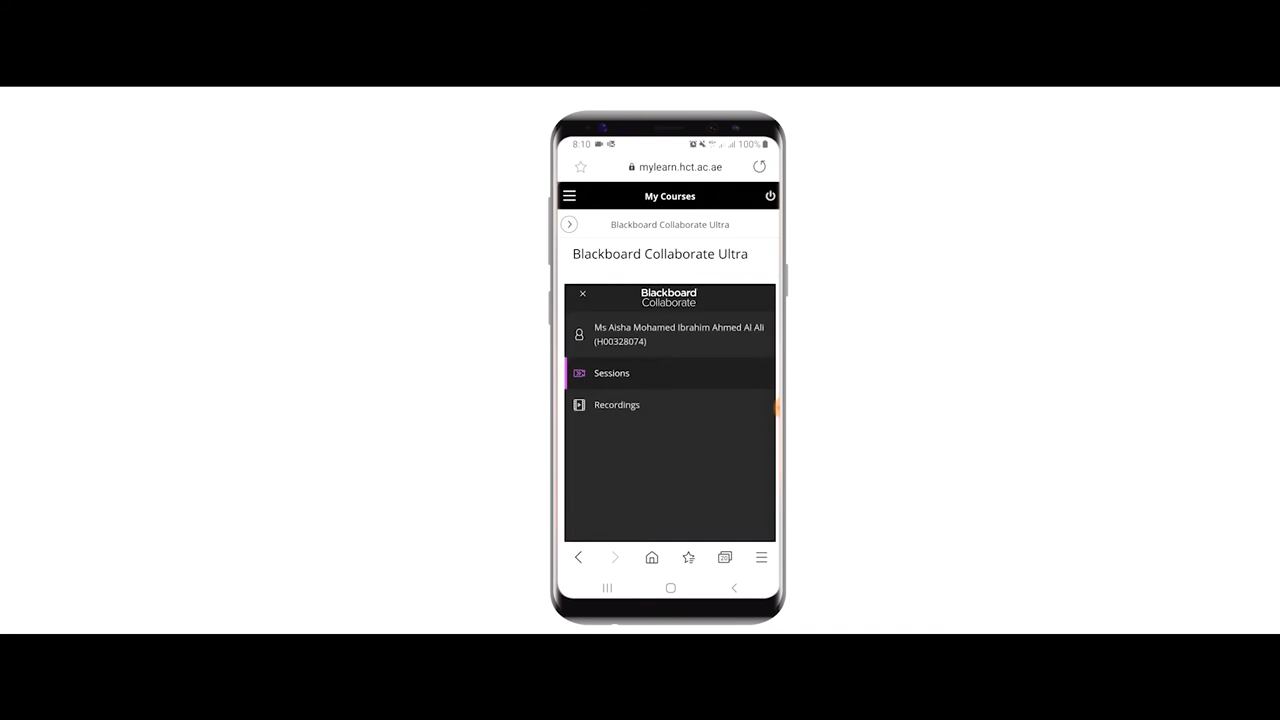 8:10
100%
mylearn.hct.ac.ae
My Courses
Blackboard Collaborate Ultra
Blackboard Collaborate Ultra
Blackboard
Collaborate
Ms Aisha Mohamed Ibrahim Ahmed Al Ali
(H00328074)
Sessions
Recordings